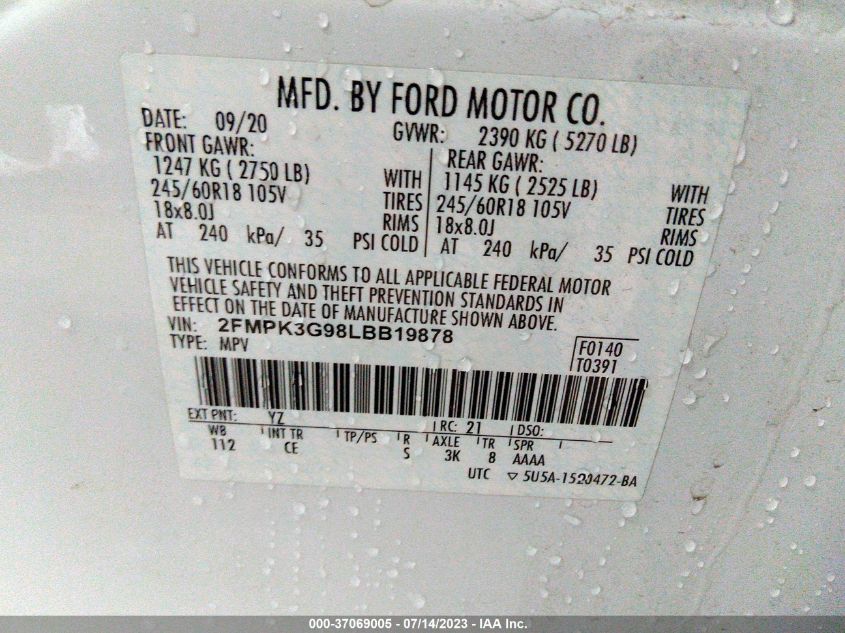 MFD. BY FORD MOTOR CO.
DATE: 09/20 GVWR: 2390 KG ( 5270 LB)
FRONT GAWR: REAR GAWR:
1247 KG ( 2750 LB) WITH 1145 KG ( 2525 LB) WITH
245/60R18 105V TIRES 245/60R18 105V TIRES
18x8.0J RIMS 18x8.0J RIMS
AT 240 kPa/ 35 PSI COLD AT 240 kPa/ 35 PSI COLD
THIS VEHICLE CONFORMS TO ALL APPLICABLE FEDERAL MOTOR
VEHICLE SAFETY AND THEFT PREVENTION STANDARDS IN
EFFECT ON THE DATE OF MANUFACTURE SHOWN ABOVE.
VIN: 2FMPK3G98LBB19878
TYPE: MPV
F0140
T0391
EXT PNT: YZ RC: 21 DSO:
WB INT TR TP/PS R AXLE TR SPR
112 CE S 3K 8 AAAA
UTC ▽ 5U5A-1520472-BA
000-37069005 - 07/14/2023 - IAA Inc.